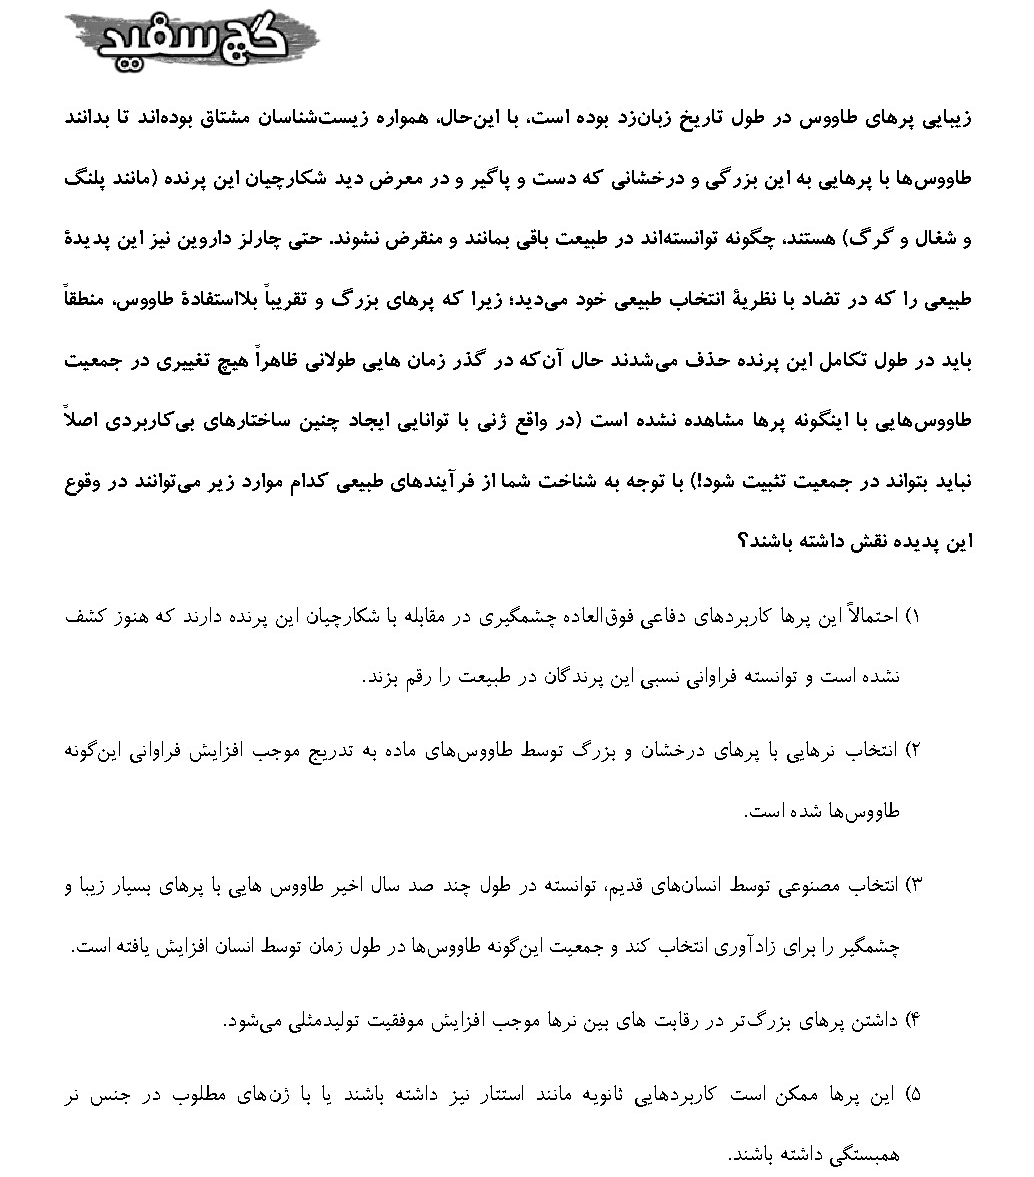 گچ سفید
زیبایی پرهای طاووس در طول تاریخ زبان‌زد بوده است، با این‌حال، همواره زیست‌شناسان مشتاق بوده‌اند تا بدانند
طاووس‌ها با پرهایی به این بزرگی و درخشانی که دست و پاگیر و در معرض دید شکارچیان این پرنده (مانند پلنگ
و شغال و گرگ) هستند، چگونه توانسته‌اند در طبیعت باقی بمانند و منقرض نشوند. حتی چارلز داروین نیز این پدیدۀ
طبیعی را که در تضاد با نظریۀ انتخاب طبیعی خود می‌دید؛ زیرا که پرهای بزرگ و تقریباً بلااستفادۀ طاووس، منطقاً
باید در طول تکامل این پرنده حذف می‌شدند حال آن‌که در گذر زمان هایی طولانی ظاهراً هیچ تغییری در جمعیت
طاووس‌هایی با اینگونه پرها مشاهده نشده است (در واقع ژنی با توانایی ایجاد چنین ساختارهای بی‌کاربردی اصلاً
نباید بتواند در جمعیت تثبیت شود!) با توجه به شناخت شما از فرآیندهای طبیعی کدام موارد زیر می‌توانند در وقوع
این پدیده نقش داشته باشند؟
۱) احتمالاً این پرها کاربردهای دفاعی فوق‌العاده چشمگیری در مقابله با شکارچیان این پرنده دارند که هنوز کشف
نشده است و توانسته فراوانی نسبی این پرندگان در طبیعت را رقم بزند.
۲) انتخاب نرهایی با پرهای درخشان و بزرگ توسط طاووس‌های ماده به تدریج موجب افزایش فراوانی این‌گونه
طاووس‌ها شده است.
۳) انتخاب مصنوعی توسط انسان‌های قدیم، توانسته در طول چند صد سال اخیر طاووس هایی با پرهای بسیار زیبا و
چشمگیر را برای زادآوری انتخاب کند و جمعیت این‌گونه طاووس‌ها در طول زمان توسط انسان افزایش یافته است.
۴) داشتن پرهای بزرگ‌تر در رقابت های بین نرها موجب افزایش موفقیت تولیدمثلی می‌شود.
۵) این پرها ممکن است کاربردهایی ثانویه مانند استتار نیز داشته باشند یا با ژن‌های مطلوب در جنس نر
همبستگی داشته باشند.